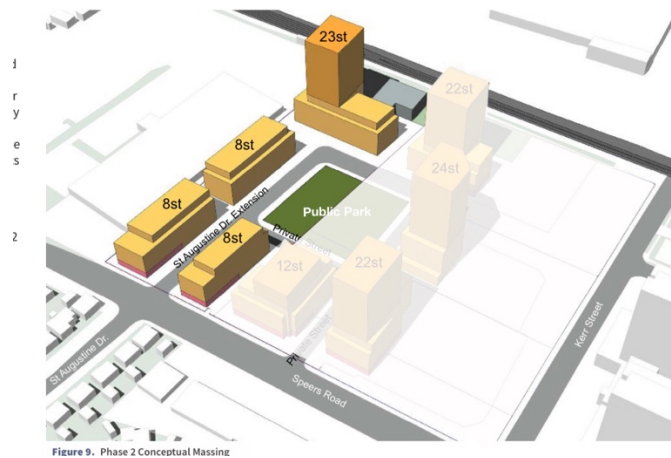 d
r
y
e
s
2
23st
22st
8st
24st
8st
Public Park
St Augustine Dr. Extension
8st
Private Street
12st
22st
Street
St Augustine Dr.
Speers Road
Kerr Street
Figure 9. Phase 2 Conceptual Massing